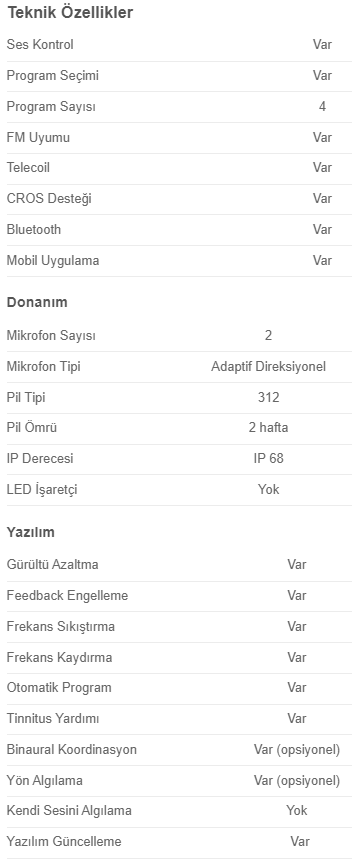 Teknik Özellikler
Ses Kontrol Var
Program Seçimi Var
Program Sayısı 4
FM Uyumu Var
Telecoil Var
CROS Desteği Var
Bluetooth Var
Mobil Uygulama Var
Donanım
Mikrofon Sayısı 2
Mikrofon Tipi Adaptif Direksiyonel
Pil Tipi 312
Pil Ömrü 2 hafta
IP Derecesi IP 68
LED İşaretçi Yok
Yazılım
Gürültü Azaltma Var
Feedback Engelleme Var
Frekans Sıkıştırma Var
Frekans Kaydırma Var
Otomatik Program Var
Tinnitus Yardımı Var
Binaural Koordinasyon Var (opsiyonel)
Yön Algılama Var (opsiyonel)
Kendi Sesini Algılama Yok
Yazılım Güncelleme Var